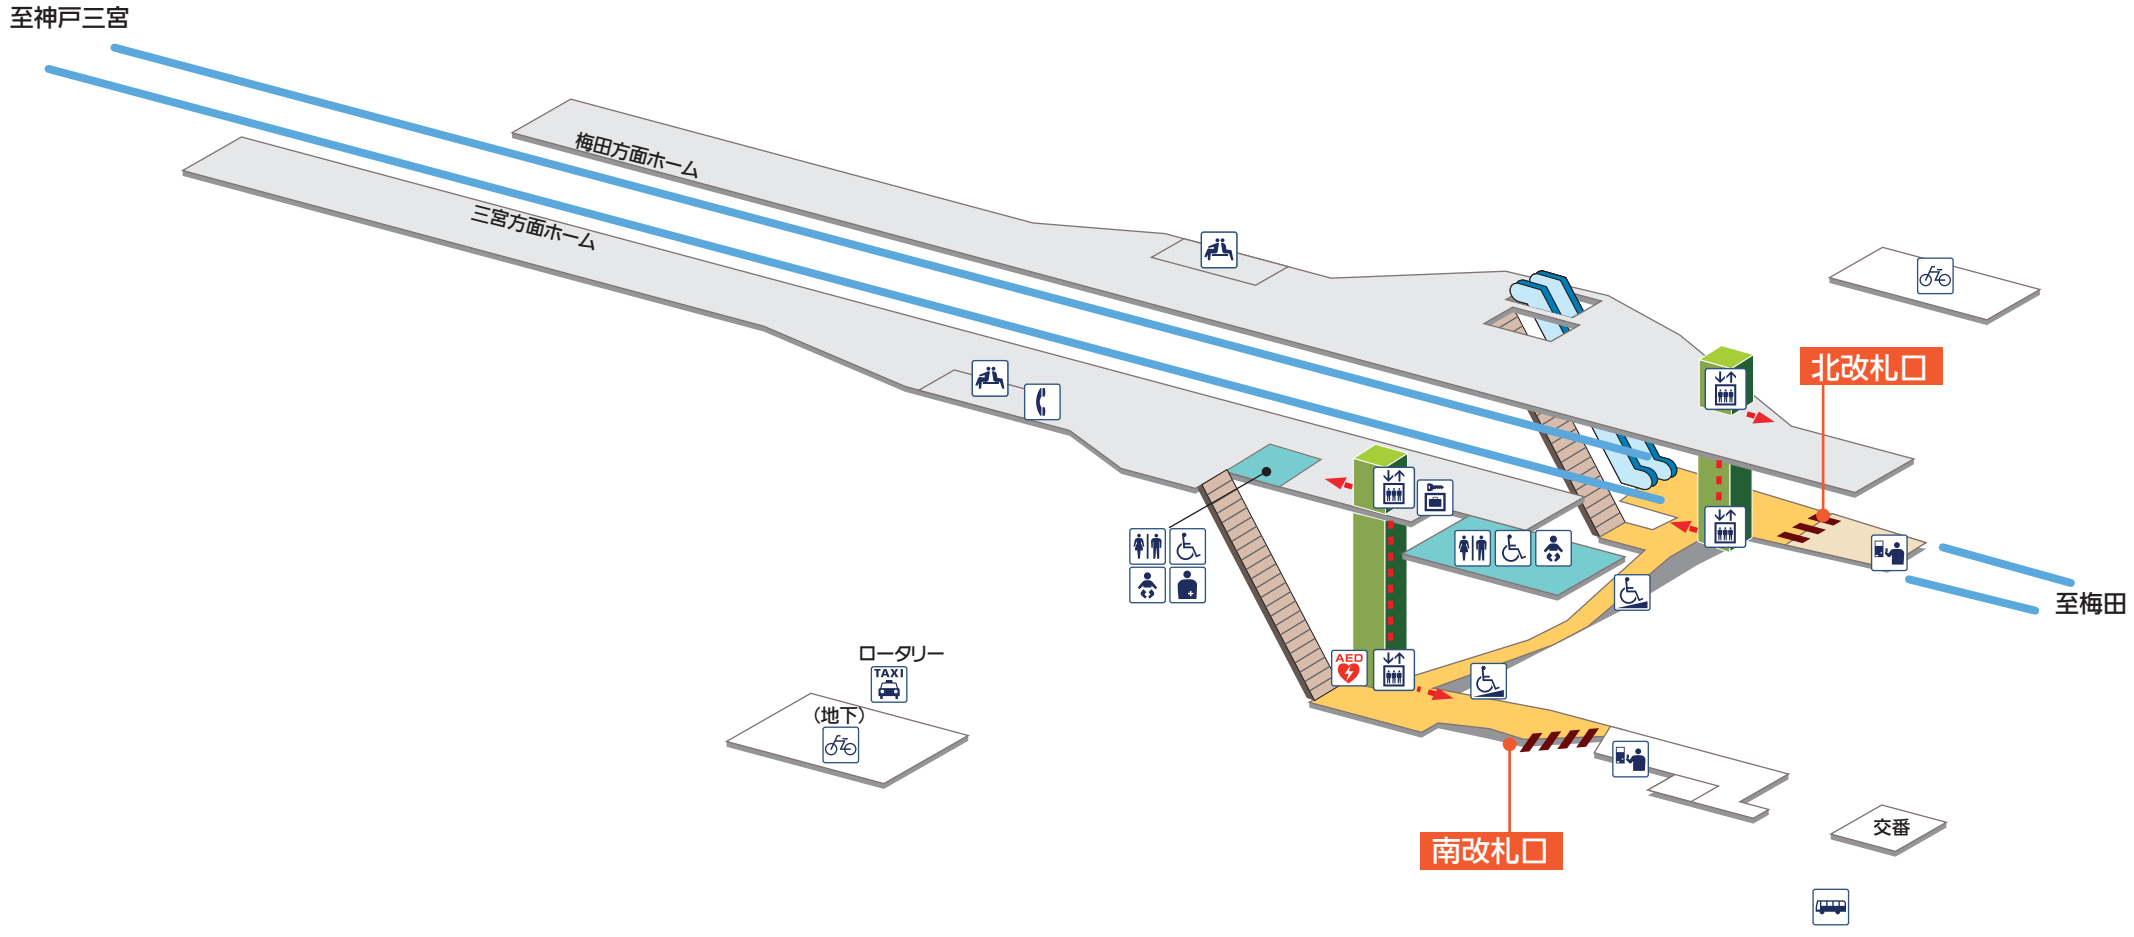 至神戸三宮
梅田方面ホーム
三宮方面ホーム
北改札口
至梅田
AED
ロータリー
TAXI
（地下）
南改札口
交番